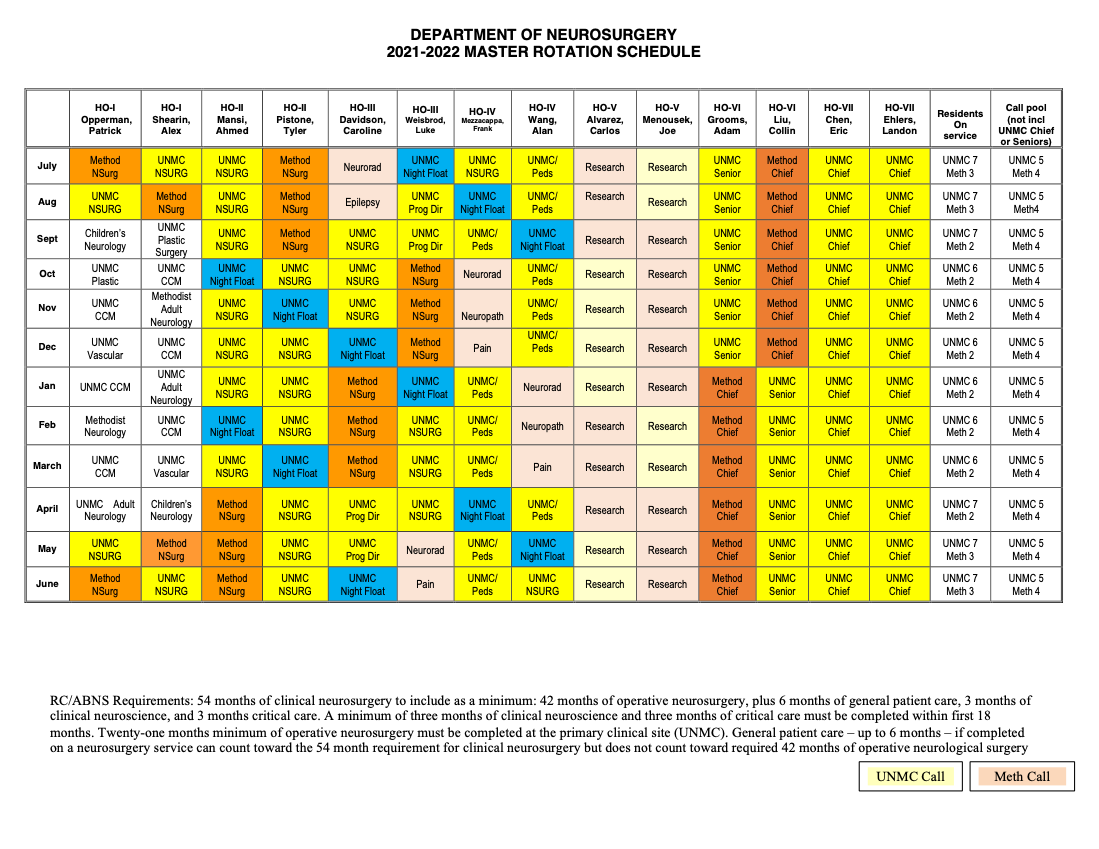 DEPARTMENT OF NEUROSURGERY
2021-2022 MASTER ROTATION SCHEDULE
HO-I Opperman, Patrick | HO-I Shearin, Alex | HO-II Mansi, Ahmed | HO-II Pistone, Tyler | HO-III Davidson, Caroline | HO-III Weisbrod, Luke | HO-IV Mezzacappa, Frank | HO-IV Wang, Alan | HO-V Alvarez, Carlos | HO-V Menousek, Joe | HO-VI Grooms, Adam | HO-VI Liu, Collin | HO-VII Chen, Eric | HO-VII Ehlers, Landon | Residents On service | Call pool (not incl UNMC Chief or Seniors)
July | Method NSurg | UNMC NSURG | UNMC NSURG | Method NSurg | Neurorad | UNMC Night Float | UNMC NSURG | UNMC/ Peds | Research | Research | UNMC Senior | Method Chief | UNMC Chief | UNMC Chief | UNMC 7 Meth 3 | UNMC 5 Meth 4
Aug | UNMC NSURG | Method NSurg | UNMC NSURG | Method NSurg | Epilepsy | UNMC Prog Dir | UNMC Night Float | UNMC/ Peds | Research | Research | UNMC Senior | Method Chief | UNMC Chief | UNMC Chief | UNMC 7 Meth 3 | UNMC 5 Meth4
Sept | Children's Neurology | UNMC Plastic Surgery | UNMC NSURG | Method NSurg | UNMC NSURG | UNMC Prog Dir | UNMC/ Peds | UNMC Night Float | Research | Research | UNMC Senior | Method Chief | UNMC Chief | UNMC Chief | UNMC 7 Meth 2 | UNMC 5 Meth 4
Oct | UNMC Plastic | UNMC CCM | UNMC Night Float | UNMC NSURG | UNMC NSURG | Method NSurg | Neurorad | UNMC/ Peds | Research | Research | UNMC Senior | Method Chief | UNMC Chief | UNMC Chief | UNMC 6 Meth 2 | UNMC 5 Meth 4
Nov | UNMC CCM | Methodist Adult Neurology | UNMC NSURG | UNMC Night Float | UNMC NSURG | Method NSurg | Neuropath | UNMC/ Peds | Research | Research | UNMC Senior | Method Chief | UNMC Chief | UNMC Chief | UNMC 6 Meth 2 | UNMC 5 Meth 4
Dec | UNMC Vascular | UNMC CCM | UNMC NSURG | UNMC NSURG | UNMC Night Float | Method NSurg | Pain | UNMC/ Peds | Research | Research | UNMC Senior | Method Chief | UNMC Chief | UNMC Chief | UNMC 6 Meth 2 | UNMC 5 Meth 4
Jan | UNMC CCM | UNMC Adult Neurology | UNMC NSURG | UNMC NSURG | Method NSurg | UNMC Night Float | UNMC/ Peds | Neurorad | Research | Research | Method Chief | UNMC Senior | UNMC Chief | UNMC Chief | UNMC 6 Meth 2 | UNMC 5 Meth 4
Feb | Methodist Neurology | UNMC CCM | UNMC Night Float | UNMC NSURG | Method NSurg | UNMC NSURG | UNMC/ Peds | Neuropath | Research | Research | Method Chief | UNMC Senior | UNMC Chief | UNMC Chief | UNMC 6 Meth 2 | UNMC 5 Meth 4
March | UNMC CCM | UNMC Vascular | UNMC NSURG | UNMC Night Float | Method NSurg | UNMC NSURG | UNMC/ Peds | Pain | Research | Research | Method Chief | UNMC Senior | UNMC Chief | UNMC Chief | UNMC 6 Meth 2 | UNMC 5 Meth 4
April | UNMC Adult Neurology | Children's Neurology | Method NSurg | UNMC NSURG | UNMC Prog Dir | UNMC NSURG | UNMC Night Float | UNMC/ Peds | Research | Research | Method Chief | UNMC Senior | UNMC Chief | UNMC Chief | UNMC 7 Meth 2 | UNMC 5 Meth 4
May | UNMC NSURG | Method NSurg | Method NSurg | UNMC NSURG | UNMC Prog Dir | Neurorad | UNMC/ Peds | UNMC Night Float | Research | Research | Method Chief | UNMC Senior | UNMC Chief | UNMC Chief | UNMC 7 Meth 3 | UNMC 5 Meth 4
June | Method NSurg | UNMC NSURG | Method NSurg | UNMC NSURG | UNMC Night Float | Pain | UNMC/ Peds | UNMC NSURG | Research | Research | Method Chief | UNMC Senior | UNMC Chief | UNMC Chief | UNMC 7 Meth 3 | UNMC 5 Meth 4
RC/ABNS Requirements: 54 months of clinical neurosurgery to include as a minimum: 42 months of operative neurosurgery, plus 6 months of general patient care, 3 months of
clinical neuroscience, and 3 months critical care. A minimum of three months of clinical neuroscience and three months of critical care must be completed within first 18
months. Twenty-one months minimum of operative neurosurgery must be completed at the primary clinical site (UNMC). General patient care – up to 6 months – if completed
on a neurosurgery service can count toward the 54 month requirement for clinical neurosurgery but does not count toward required 42 months of operative neurological surgery
UNMC Call
Meth Call